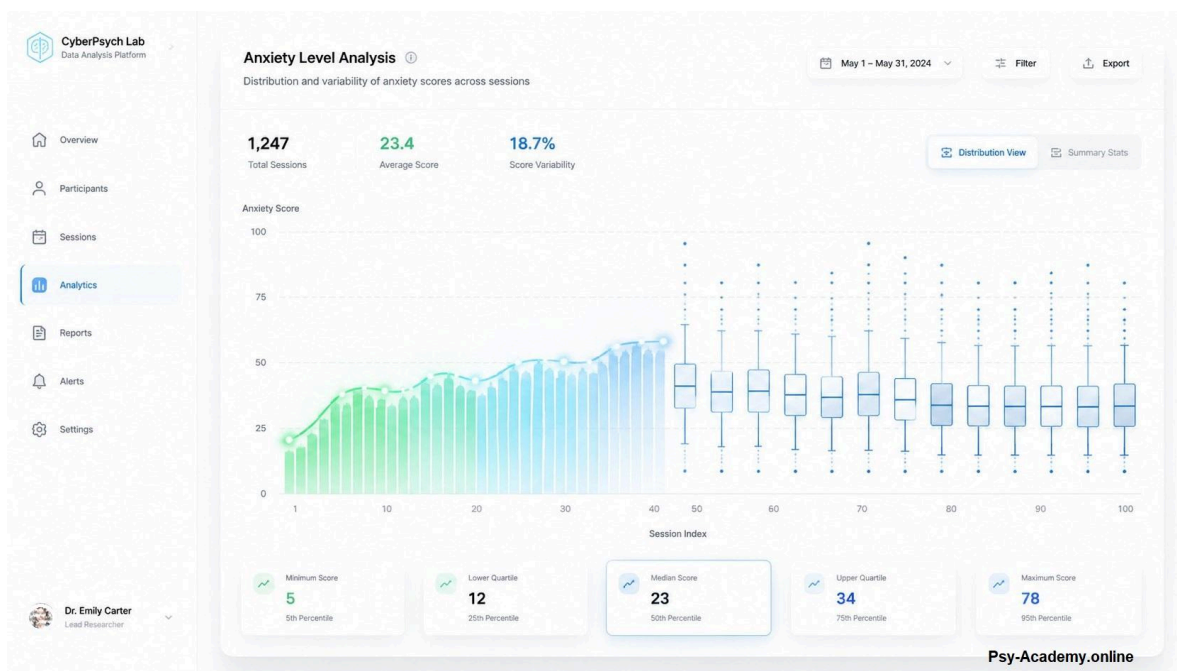 CyberPsych Lab
Data Analysis Platform
Overview
Participants
Sessions
Analytics
Reports
Alerts
Settings
Dr. Emily Carter
Lead Researcher
Anxiety Level Analysis
Distribution and variability of anxiety scores across sessions
May 1 – May 31, 2024
Filter
Export
1,247
Total Sessions
23.4
Average Score
18.7%
Score Variability
Distribution View
Summary Stats
Anxiety Score
100
75
50
25
0
1 10 20 30 40 50 60 70 80 90 100
Session Index
Minimum Score
5
5th Percentile
Lower Quartile
12
25th Percentile
Median Score
23
50th Percentile
Upper Quartile
34
75th Percentile
Maximum Score
78
95th Percentile
Psy-Academy.online